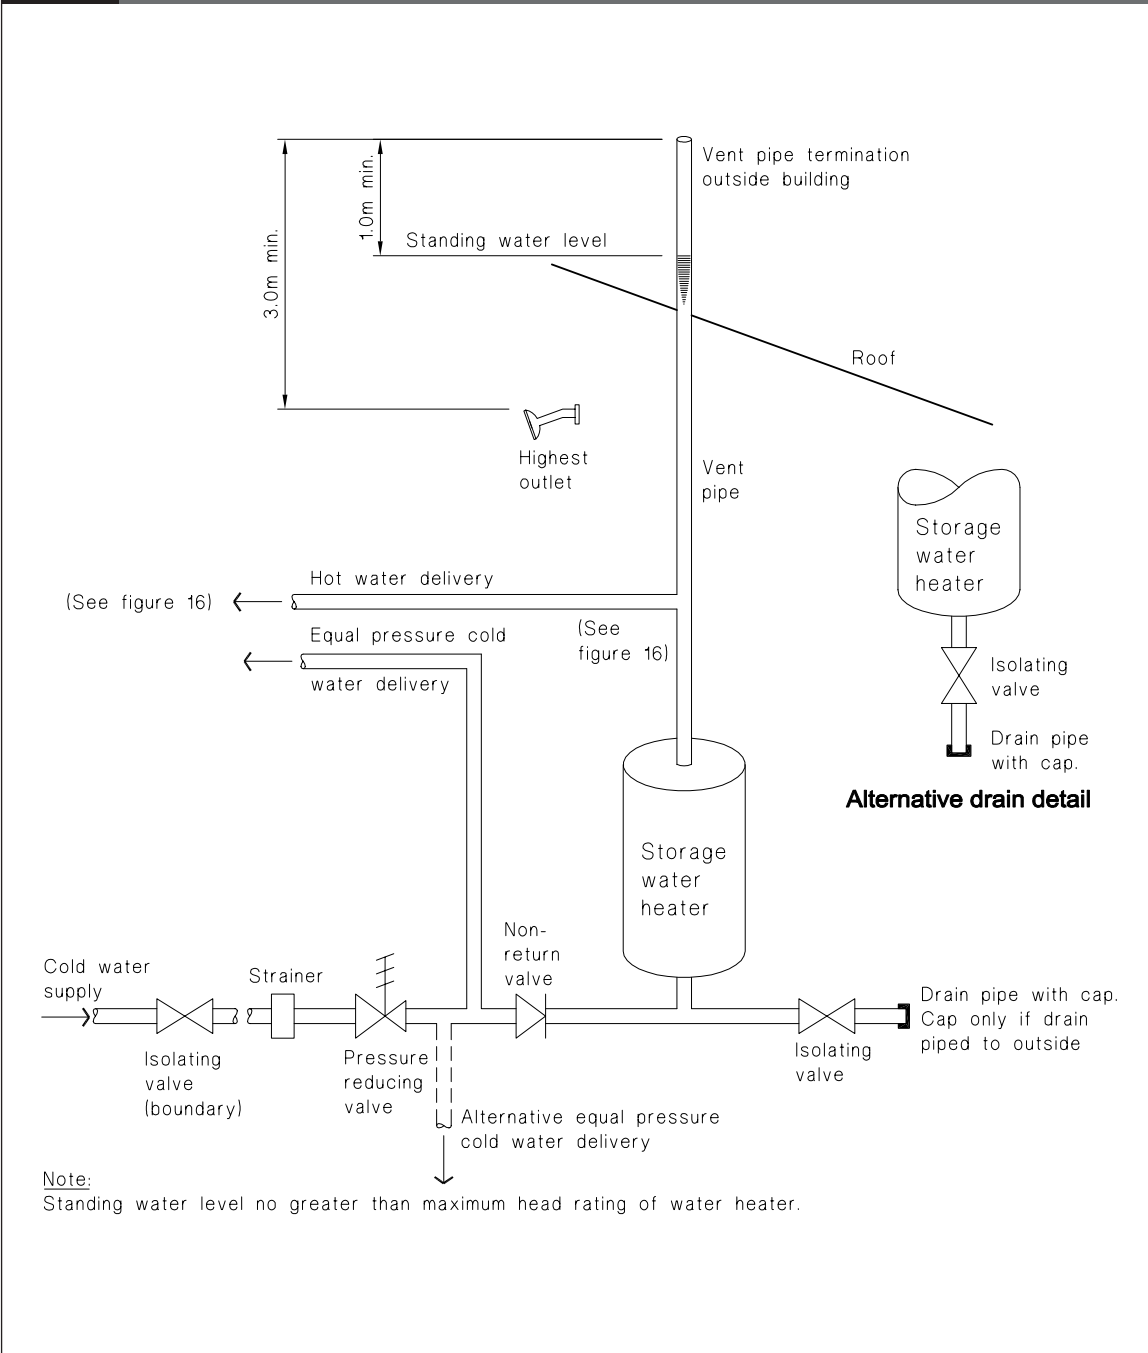 Vent pipe termination
outside building
1.0m min.
3.0m min.
Standing water level
Roof
Highest
outlet
Vent
pipe
Storage
water
heater
Hot water delivery
(See figure 16)
(See
figure 16)
Equal pressure cold
water delivery
Isolating
valve
Drain pipe
with cap.
Alternative drain detail
Storage
water
heater
Non-
return
valve
Cold water
supply
Strainer
Drain pipe with cap.
Cap only if drain
piped to outside
Isolating
valve
(boundary)
Pressure
reducing
valve
Isolating
valve
Alternative equal pressure
cold water delivery
Note:
Standing water level no greater than maximum head rating of water heater.